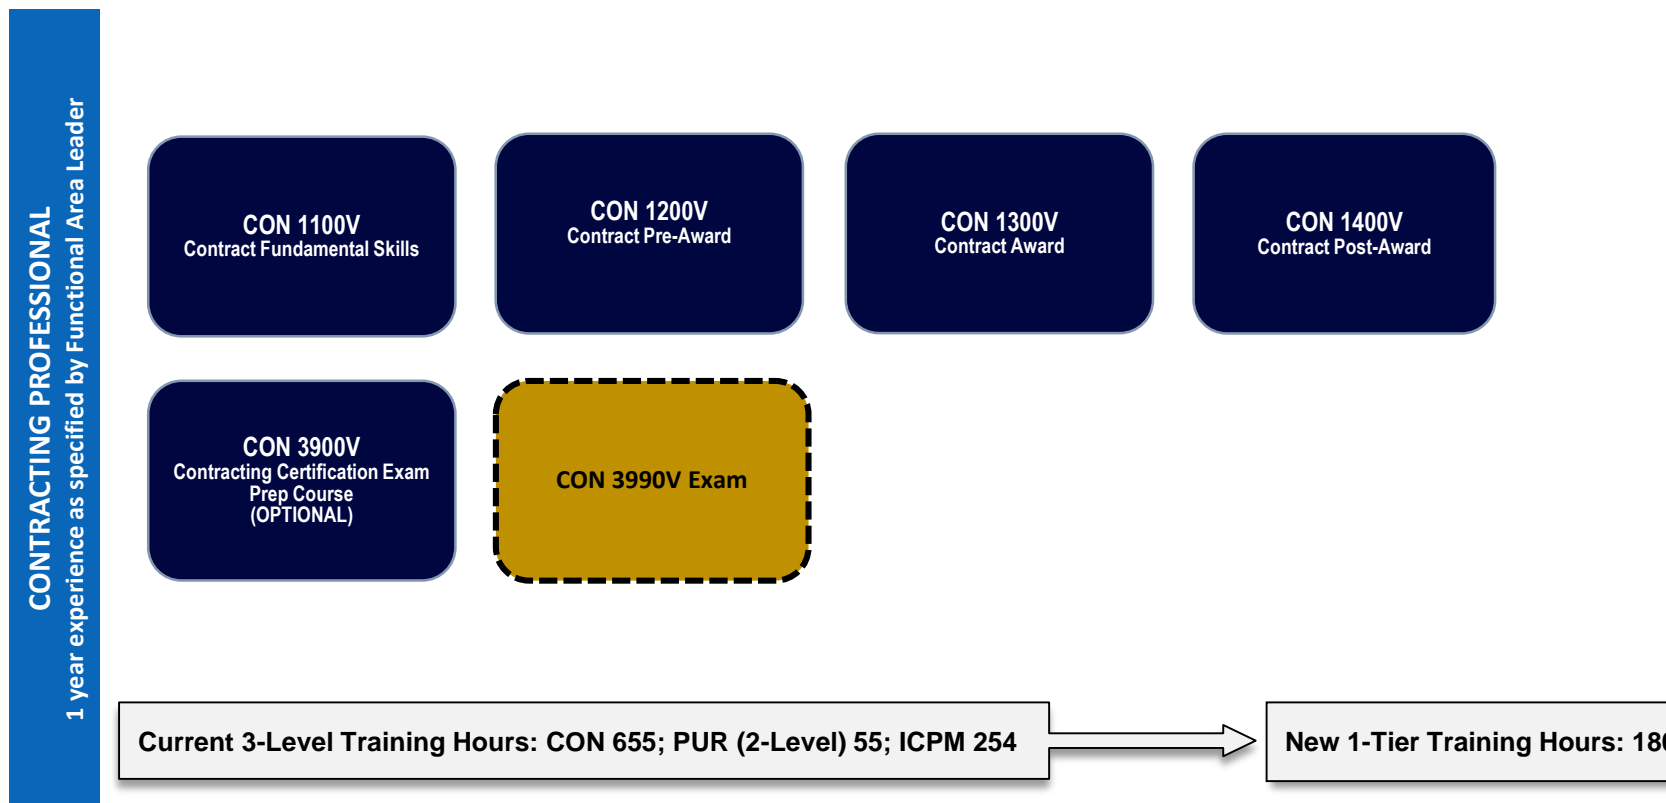 CONTRACTING PROFESSIONAL
1 year experience as specified by Functional Area Leader
CON 1100V
Contract Fundamental Skills
CON 1200V
Contract Pre-Award
CON 1300V
Contract Award
CON 1400V
Contract Post-Award
CON 3900V
Contracting Certification Exam
Prep Course
(OPTIONAL)
CON 3990V Exam
Current 3-Level Training Hours: CON 655; PUR (2-Level) 55; ICPM 254
New 1-Tier Training Hours: